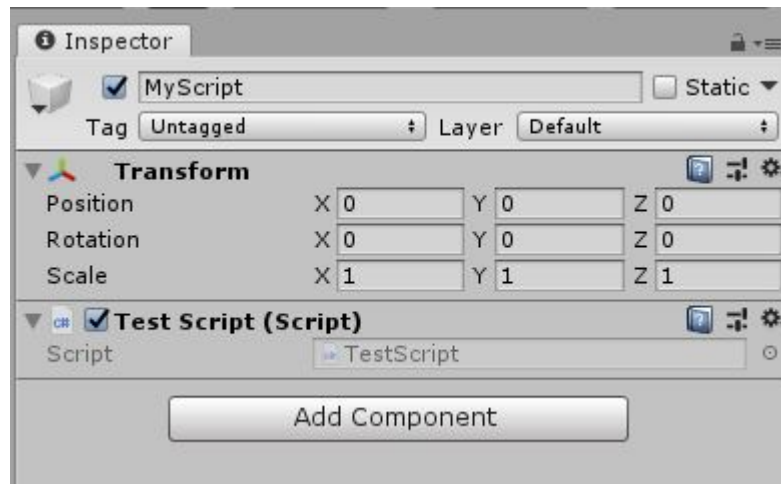 Inspector
MyScript Static
Tag Untagged Layer Default
Transform
Position X 0 Y 0 Z 0
Rotation X 0 Y 0 Z 0
Scale X 1 Y 1 Z 1
c# Test Script (Script)
Script TestScript
Add Component